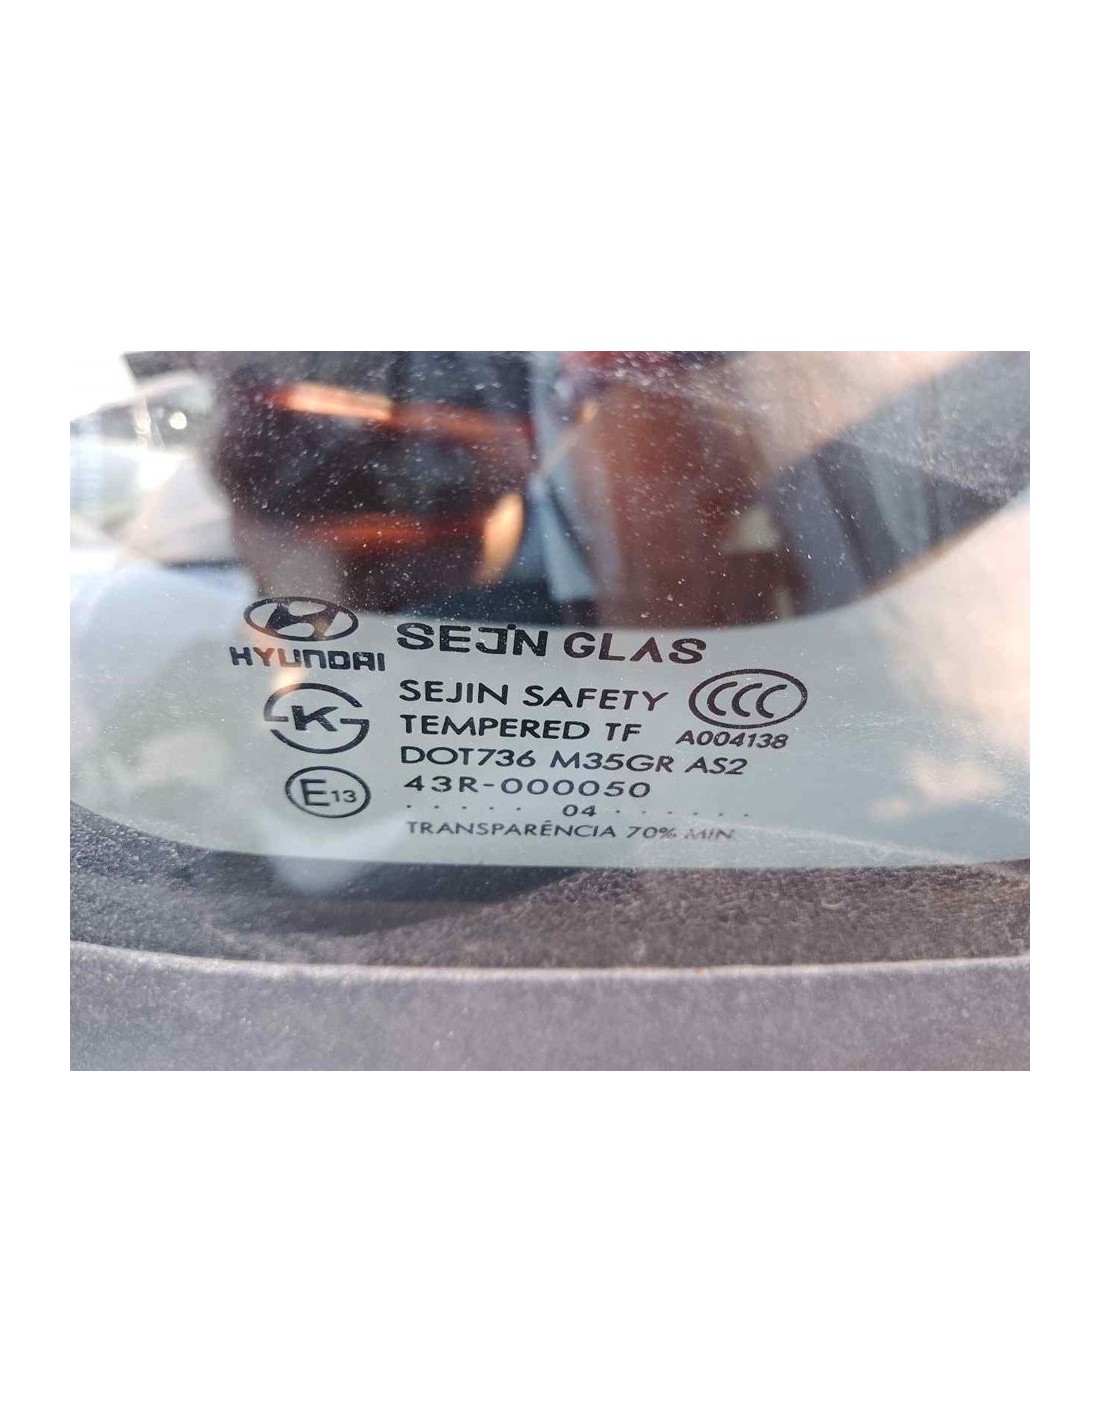 HYUNDAI
SEJIN GLAS
K
SEJIN SAFETY
CCC
TEMPERED TF
A004138
DOT736 M35GR AS2
E13
43R-000050
. . . . . 04 . . . . . .
TRANSPARÊNCIA 70% MIN.